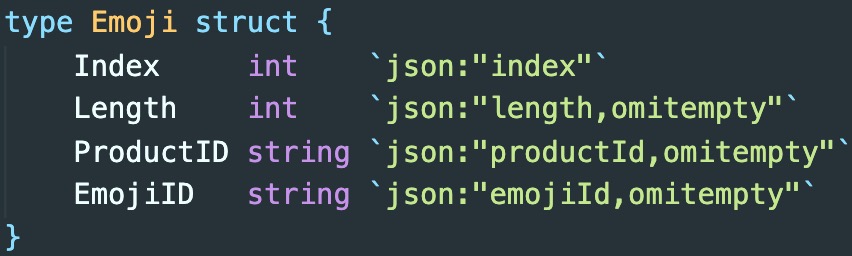 type Emoji struct {
    Index     int    `json:"index"`
    Length    int    `json:"length,omitempty"`
    ProductID string `json:"productId,omitempty"`
    EmojiID   string `json:"emojiId,omitempty"`
}